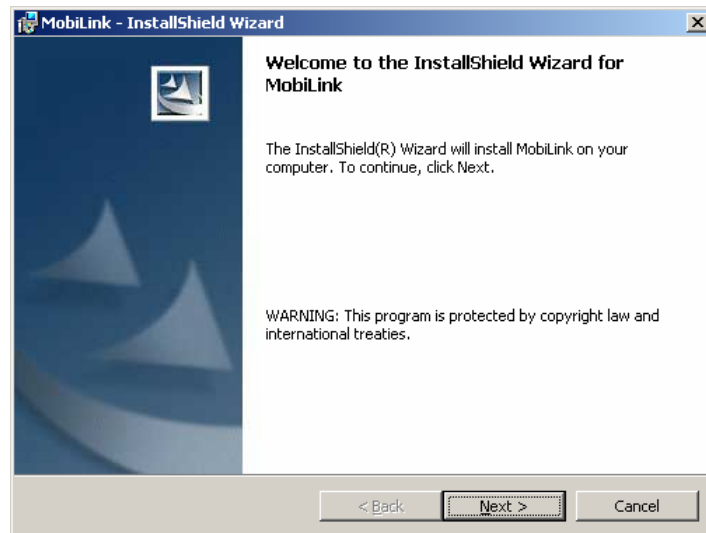 MobiLink - InstallShield Wizard
Welcome to the InstallShield Wizard for
MobiLink
The InstallShield(R) Wizard will install MobiLink on your
computer. To continue, click Next.
WARNING: This program is protected by copyright law and
international treaties.
< Back
Next >
Cancel